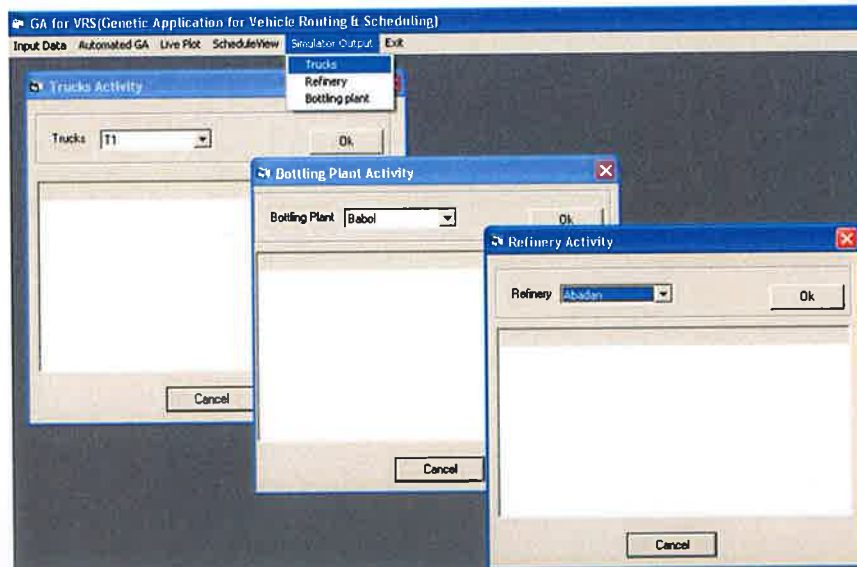 GA for VRS(Genetic Application for Vehicle Routing & Scheduling)
Input Data Automated GA Live Plot ScheduleView Simulator Output Exit
Trucks
Refinery
Bottling plant
Trucks Activity
Trucks T1 Ok
Cancel
Bottling Plant Activity
Bottling Plant Babol Ok
Cancel
Refinery Activity
Refinery Abadan Ok
Cancel